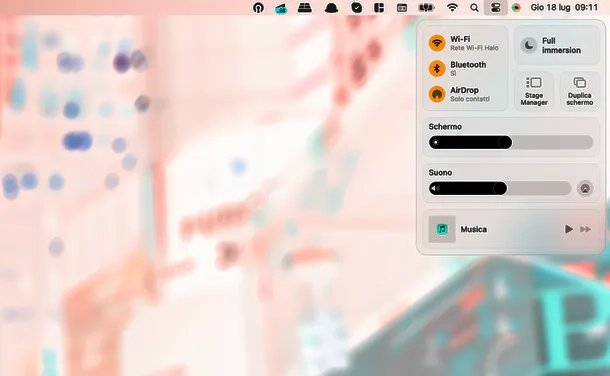 Gio 18 lug 09:11
Wi-Fi
Rete Wi-Fi Halo
Bluetooth
Sì
AirDrop
Solo contatti
Full
immersion
Stage
Manager
Duplica
schermo
Schermo
Suono
Musica
B